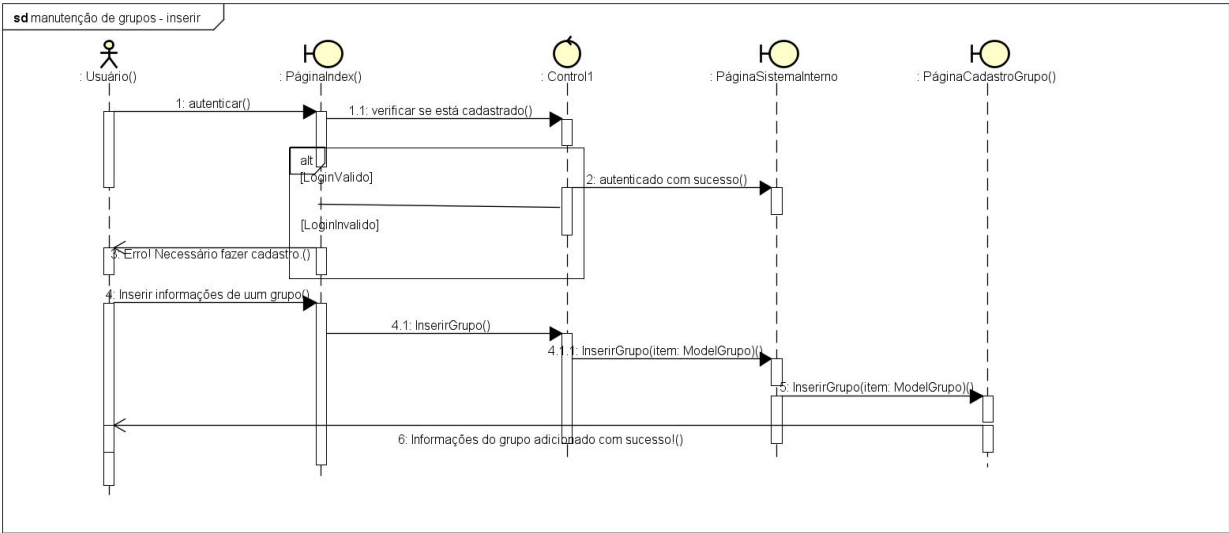 sd manutenção de grupos - inserir
: Usuário()
: PáginaIndex()
: Control1
: PáginaSistemaInterno
: PáginaCadastroGrupo()
1: autenticar()
1.1: verificar se está cadastrado()
alt
[LoginValido]
2: autenticado com sucesso()
[LoginInvalido]
3: Erro! Necessário fazer cadastro.()
4: Inserir informações de uum grupo()
4.1: InserirGrupo()
4.1.1: InserirGrupo(item: ModelGrupo)()
5: InserirGrupo(item: ModelGrupo)()
6: Informações do grupo adicionado com sucesso!()